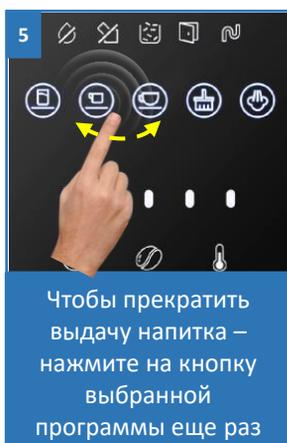 5
Чтобы прекратить
выдачу напитка –
нажмите на кнопку
выбранной
программы еще раз